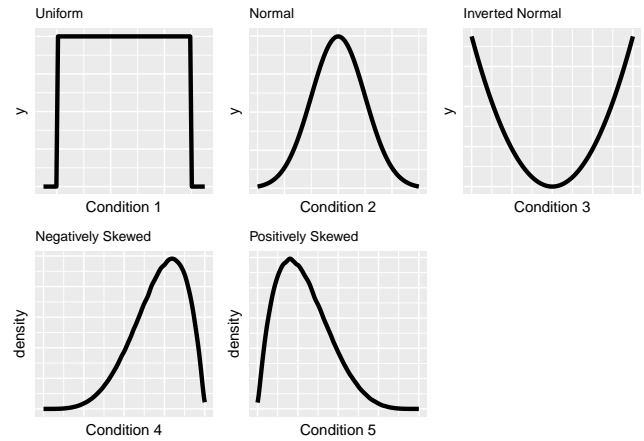 Uniform
y
Condition 1
Normal
y
Condition 2
Inverted Normal
y
Condition 3
Negatively Skewed
density
Condition 4
Positively Skewed
density
Condition 5